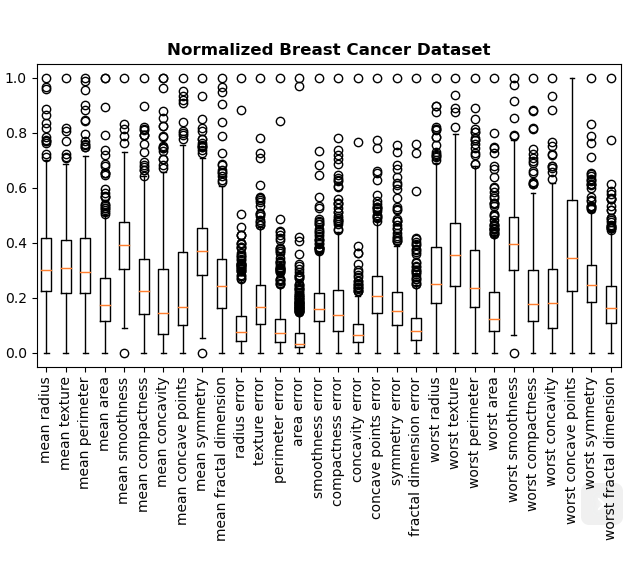 Normalized Breast Cancer Dataset
1.0
0.8
0.6
0.4
0.2
0.0
mean radius
mean texture
mean perimeter
mean area
mean smoothness
mean compactness
mean concavity
mean concave points
mean symmetry
mean fractal dimension
radius error
texture error
perimeter error
area error
smoothness error
compactness error
concavity error
concave points error
symmetry error
fractal dimension error
worst radius
worst texture
worst perimeter
worst area
worst smoothness
worst compactness
worst concavity
worst concave points
worst symmetry
worst fractal dimension